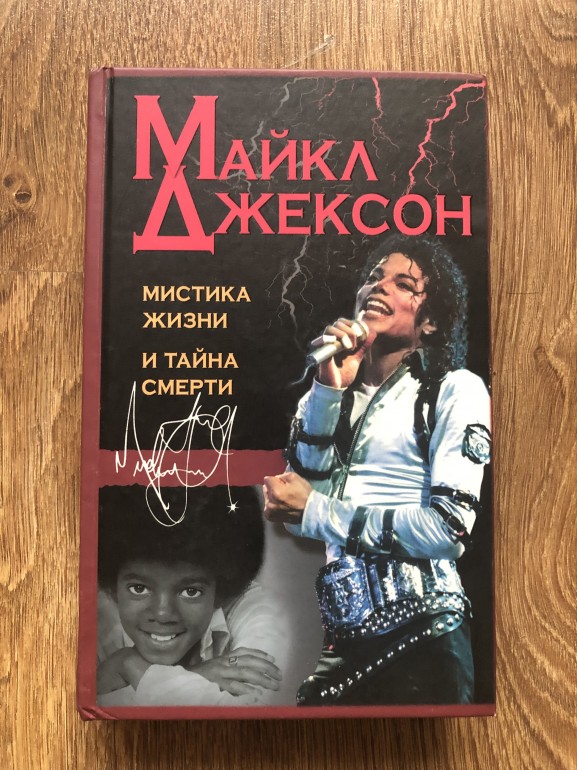 МАЙКЛ
ДЖЕКСОН
МИСТИКА
ЖИЗНИ
И ТАЙНА
СМЕРТИ